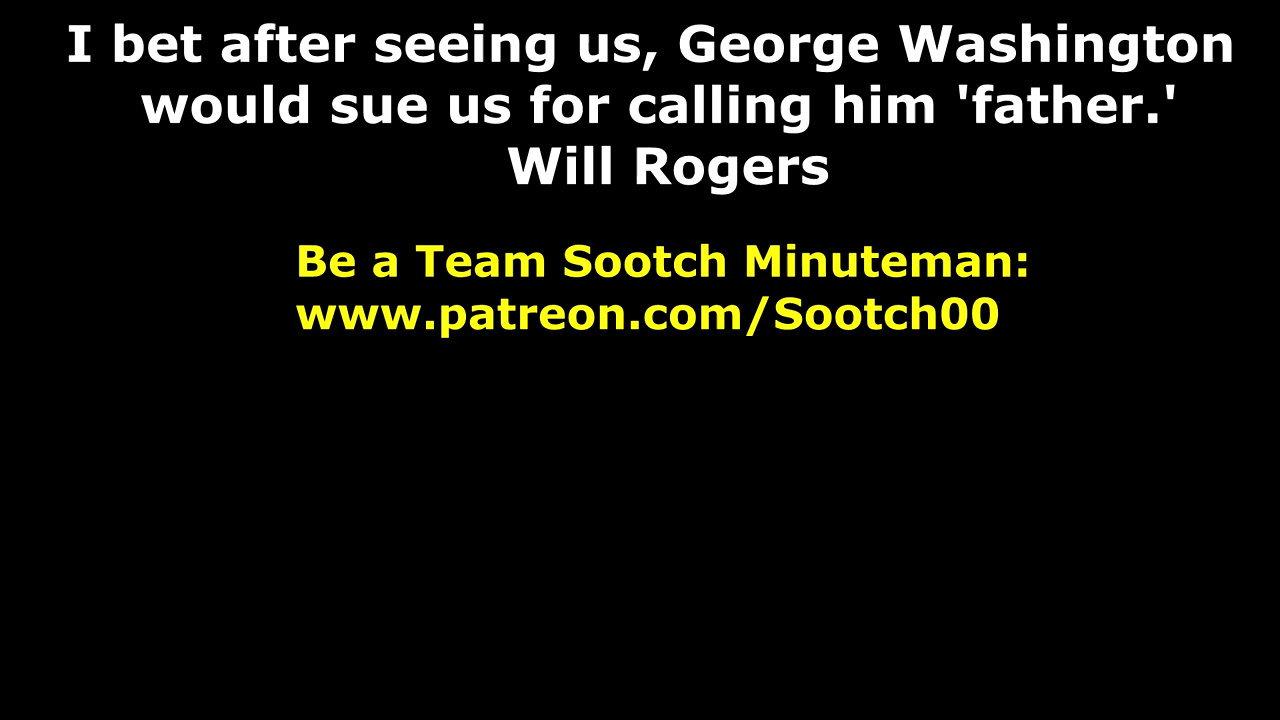 I bet after seeing us, George Washington
would sue us for calling him 'father.'
Will Rogers
Be a Team Sootch Minuteman:
www.patreon.com/Sootch00